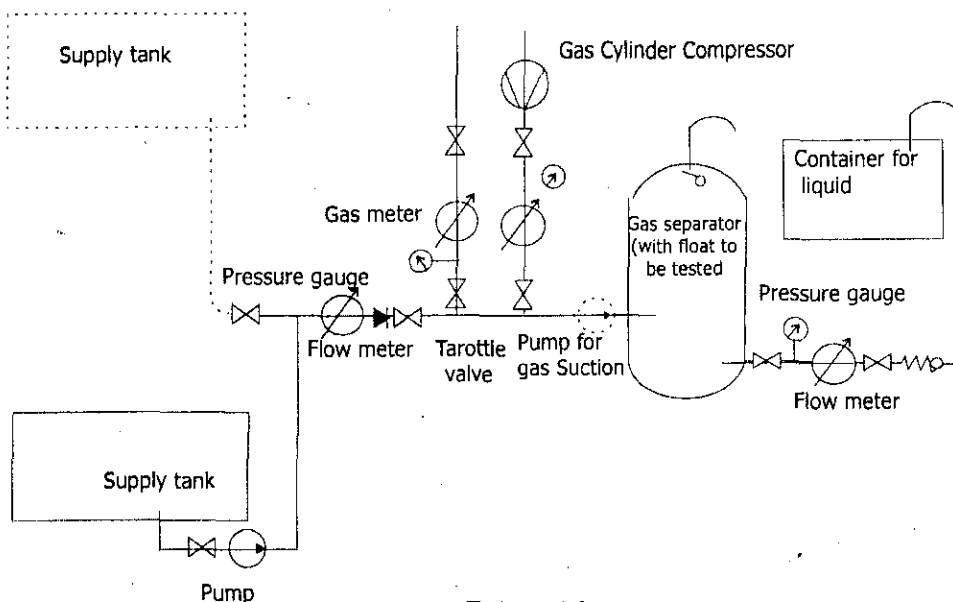 Supply tank
Gas Cylinder Compressor
Container for
liquid
Gas meter
Gas separator
(with float to
be tested
Pressure gauge
Pressure gauge
Flow meter
Tarottle
valve
Pump for
gas Suction
Flow meter
Supply tank
Pump